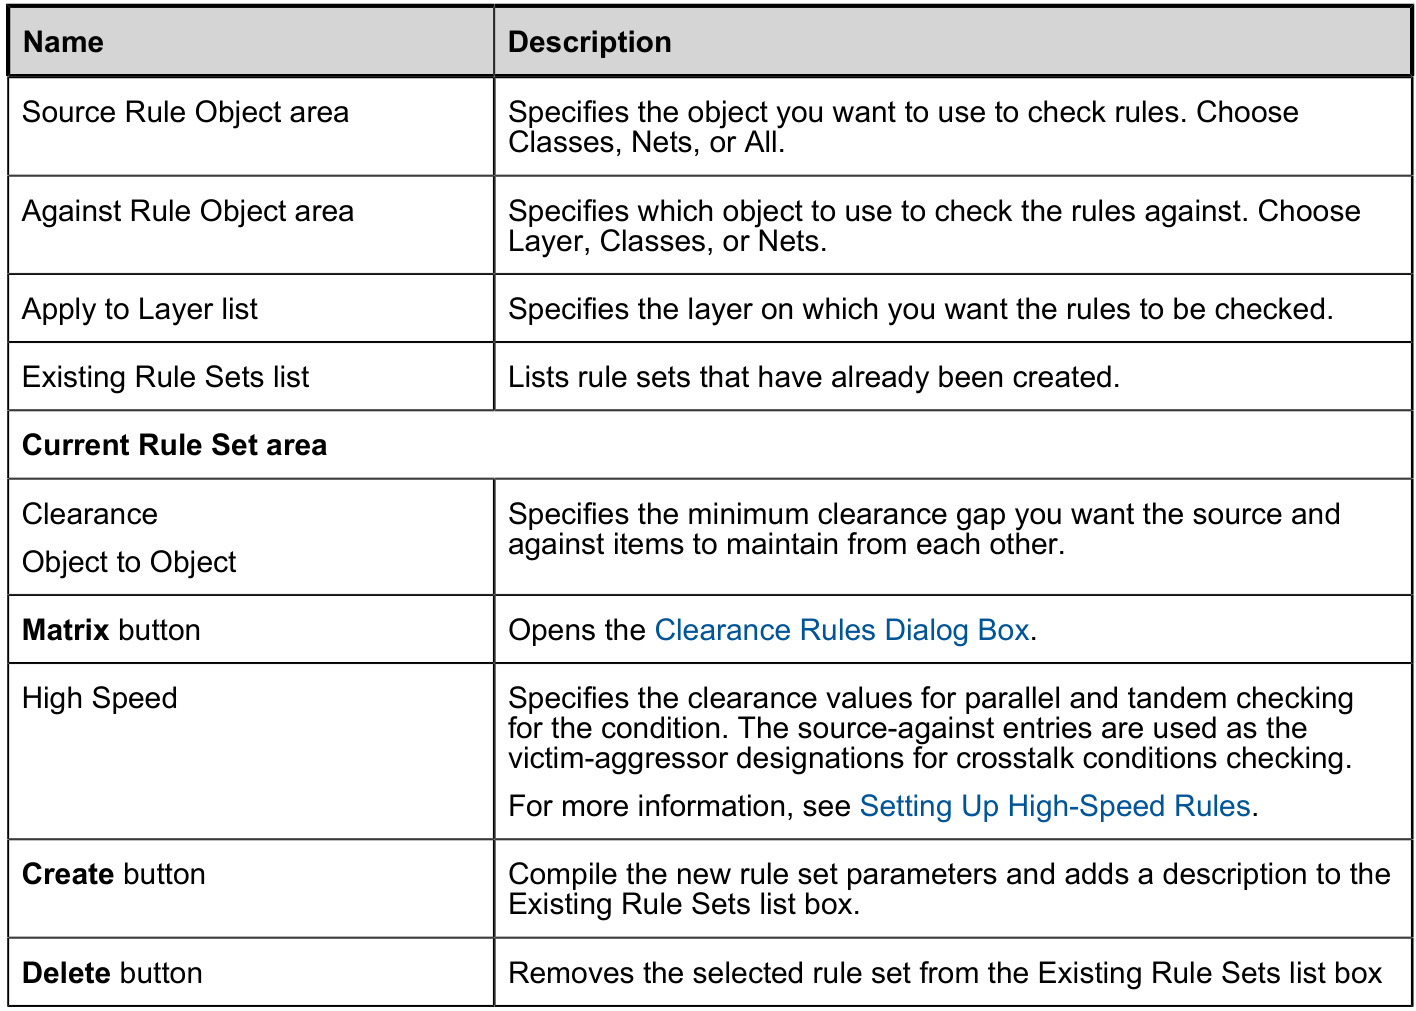 Name
Description
Source Rule Object area
Specifies the object you want to use to check rules. Choose
Classes, Nets, or All.
Against Rule Object area
Specifies which object to use to check the rules against. Choose
Layer, Classes, or Nets.
Apply to Layer list
Specifies the layer on which you want the rules to be checked.
Existing Rule Sets list
Lists rule sets that have already been created.
Current Rule Set area
Clearance
Object to Object
Specifies the minimum clearance gap you want the source and
against items to maintain from each other.
Matrix button
Opens the Clearance Rules Dialog Box.
High Speed
Specifies the clearance values for parallel and tandem checking
for the condition. The source-against entries are used as the
victim-aggressor designations for crosstalk conditions checking.
For more information, see Setting Up High-Speed Rules.
Create button
Compile the new rule set parameters and adds a description to the
Existing Rule Sets list box.
Delete button
Removes the selected rule set from the Existing Rule Sets list box